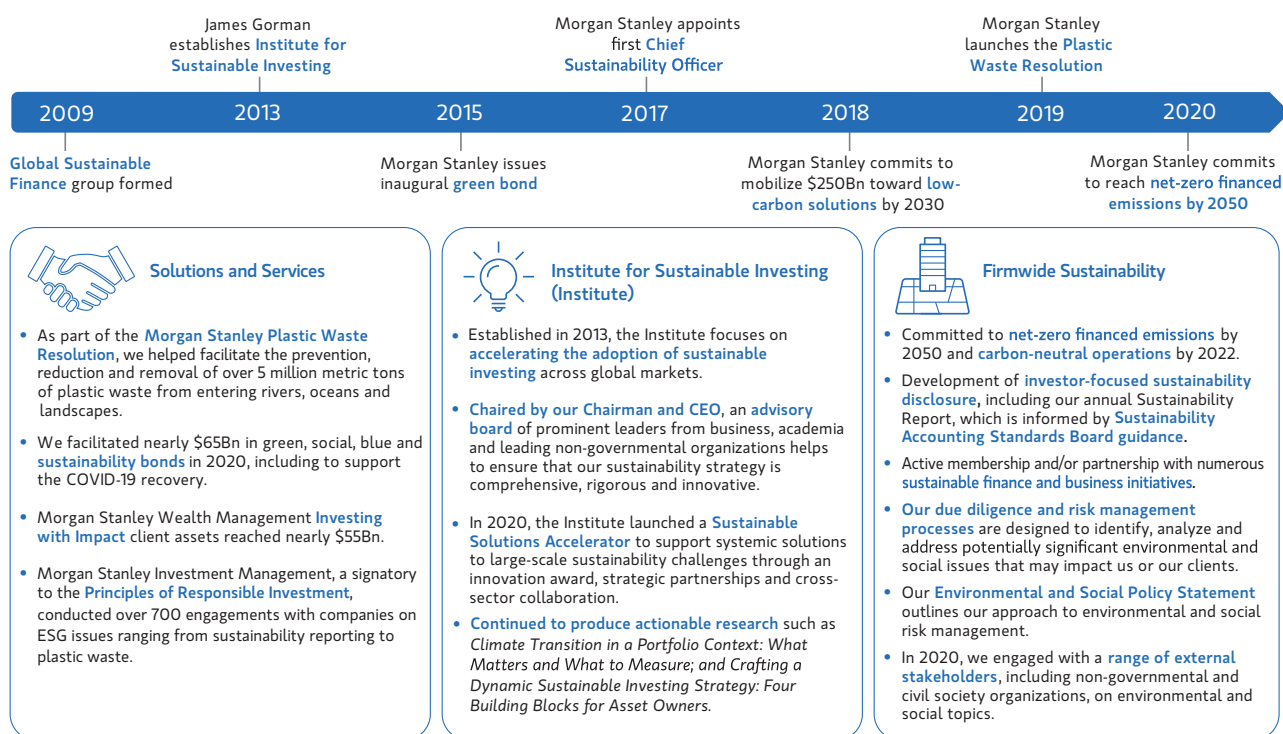 James Gorman
establishes Institute for
Sustainable Investing
Morgan Stanley appoints
first Chief
Sustainability Officer
Morgan Stanley
launches the Plastic
Waste Resolution
2009
2013
2015
2017
2018
2019
2020
Global Sustainable
Finance group formed
Morgan Stanley issues
inaugural green bond
Morgan Stanley commits to
mobilize $250Bn toward low-
carbon solutions by 2030
Morgan Stanley commits
to reach net-zero financed
emissions by 2050
Solutions and Services
• As part of the Morgan Stanley Plastic Waste
Resolution, we helped facilitate the prevention,
reduction and removal of over 5 million metric tons
of plastic waste from entering rivers, oceans and
landscapes.
• We facilitated nearly $65Bn in green, social, blue and
sustainability bonds in 2020, including to support
the COVID-19 recovery.
• Morgan Stanley Wealth Management Investing
with Impact client assets reached nearly $55Bn.
• Morgan Stanley Investment Management, a signatory
to the Principles of Responsible Investment,
conducted over 700 engagements with companies on
ESG issues ranging from sustainability reporting to
plastic waste.
Institute for Sustainable Investing
(Institute)
• Established in 2013, the Institute focuses on
accelerating the adoption of sustainable
investing across global markets.
• Chaired by our Chairman and CEO, an advisory
board of prominent leaders from business, academia
and leading non-governmental organizations helps
to ensure that our sustainability strategy is
comprehensive, rigorous and innovative.
• In 2020, the Institute launched a Sustainable
Solutions Accelerator to support systemic solutions
to large-scale sustainability challenges through an
innovation award, strategic partnerships and cross-
sector collaboration.
• Continued to produce actionable research such as
Climate Transition in a Portfolio Context: What
Matters and What to Measure; and Crafting a
Dynamic Sustainable Investing Strategy: Four
Building Blocks for Asset Owners.
Firmwide Sustainability
• Committed to net-zero financed emissions by
2050 and carbon-neutral operations by 2022.
• Development of investor-focused sustainability
disclosure, including our annual Sustainability
Report, which is informed by Sustainability
Accounting Standards Board guidance.
• Active membership and/or partnership with numerous
sustainable finance and business initiatives.
• Our due diligence and risk management
processes are designed to identify, analyze and
address potentially significant environmental and
social issues that may impact us or our clients.
• Our Environmental and Social Policy Statement
outlines our approach to environmental and social
risk management.
• In 2020, we engaged with a range of external
stakeholders, including non-governmental and
civil society organizations, on environmental and
social topics.